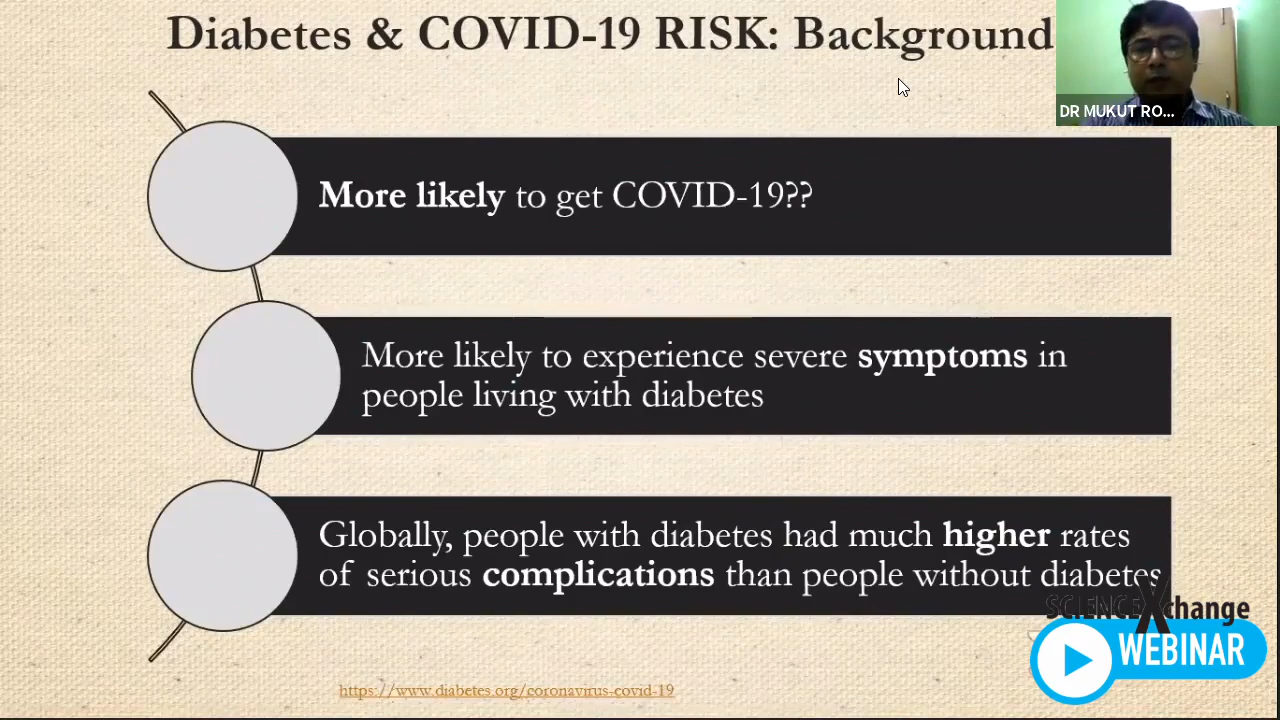 Diabetes & COVID-19 RISK: Background
DR MUKUT RO...
More likely to get COVID-19??
More likely to experience severe symptoms in
people living with diabetes
Globally, people with diabetes had much higher rates
of serious complications than people without diabetes
SCIENCEXchange
WEBINAR
https://www.diabetes.org/coronavirus-covid-19